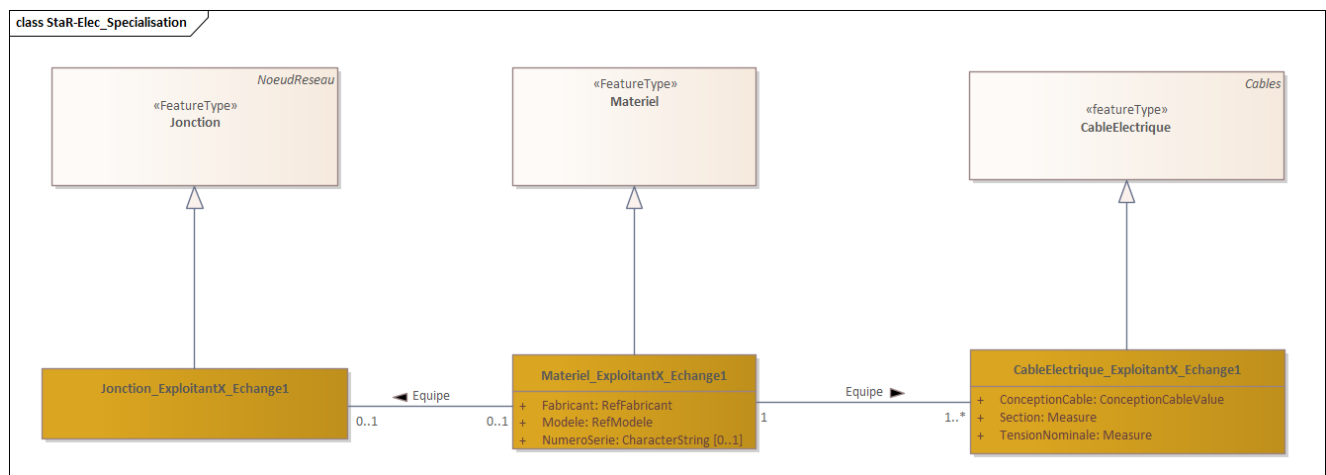 class StaR-Elec_Specialisation
NoeudReseau
«FeatureType»
Jonction
«FeatureType»
Materiel
Cables
«featureType»
CableElectrique
Jonction_ExploitantX_Echange1
Materiel_ExploitantX_Echange1
+ Fabricant: RefFabricant
+ Modele: RefModele
+ NumeroSerie: CharacterString [0..1]
CableElectrique_ExploitantX_Echange1
+ ConceptionCable: ConceptionCableValue
+ Section: Measure
+ TensionNominale: Measure
Equipe
0..1
0..1
Equipe
1
1..*